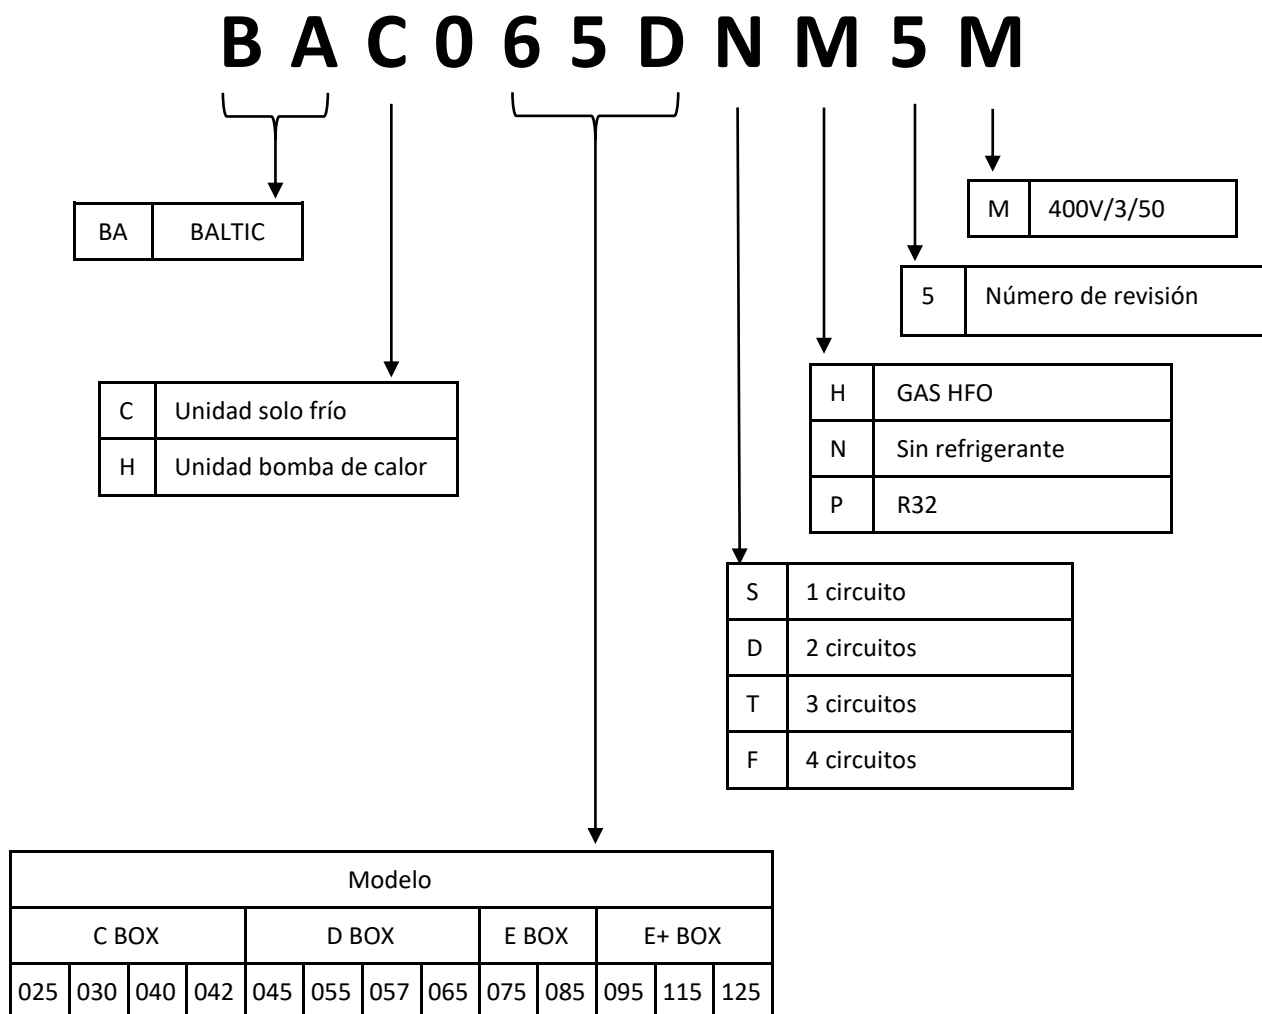 B A C 0 6 5 D N M 5 M
M 400V/3/50
BA BALTIC
5 Número de revisión
C Unidad solo frío
H Unidad bomba de calor
H GAS HFO
N Sin refrigerante
P R32
S 1 circuito
D 2 circuitos
T 3 circuitos
F 4 circuitos
Modelo
C BOX D BOX E BOX E+ BOX
025 030 040 042 045 055 057 065 075 085 095 115 125